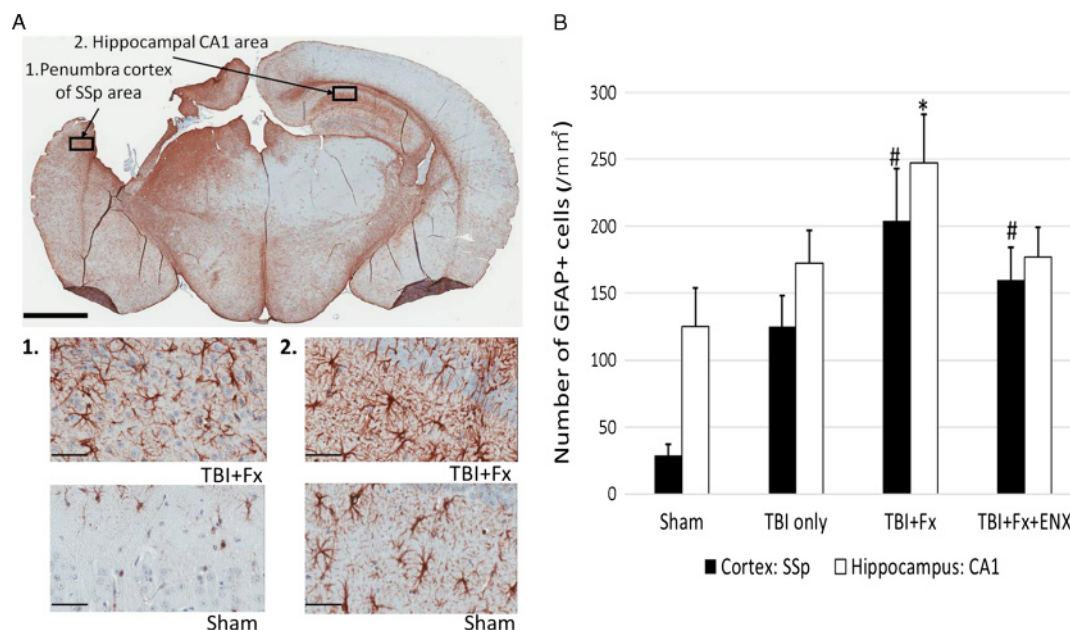 A
2. Hippocampal CA1 area
1.Penumbra cortex
of SSp area
1.
TBI+Fx
Sham
2.
TBI+Fx
Sham
B
Number of GFAP+ cells (/mm²)
300
250
200
150
100
50
0
#
*
#
Sham
TBI only
TBI+Fx
TBI+Fx+ENX
Cortex: SSp
Hippocampus: CA1